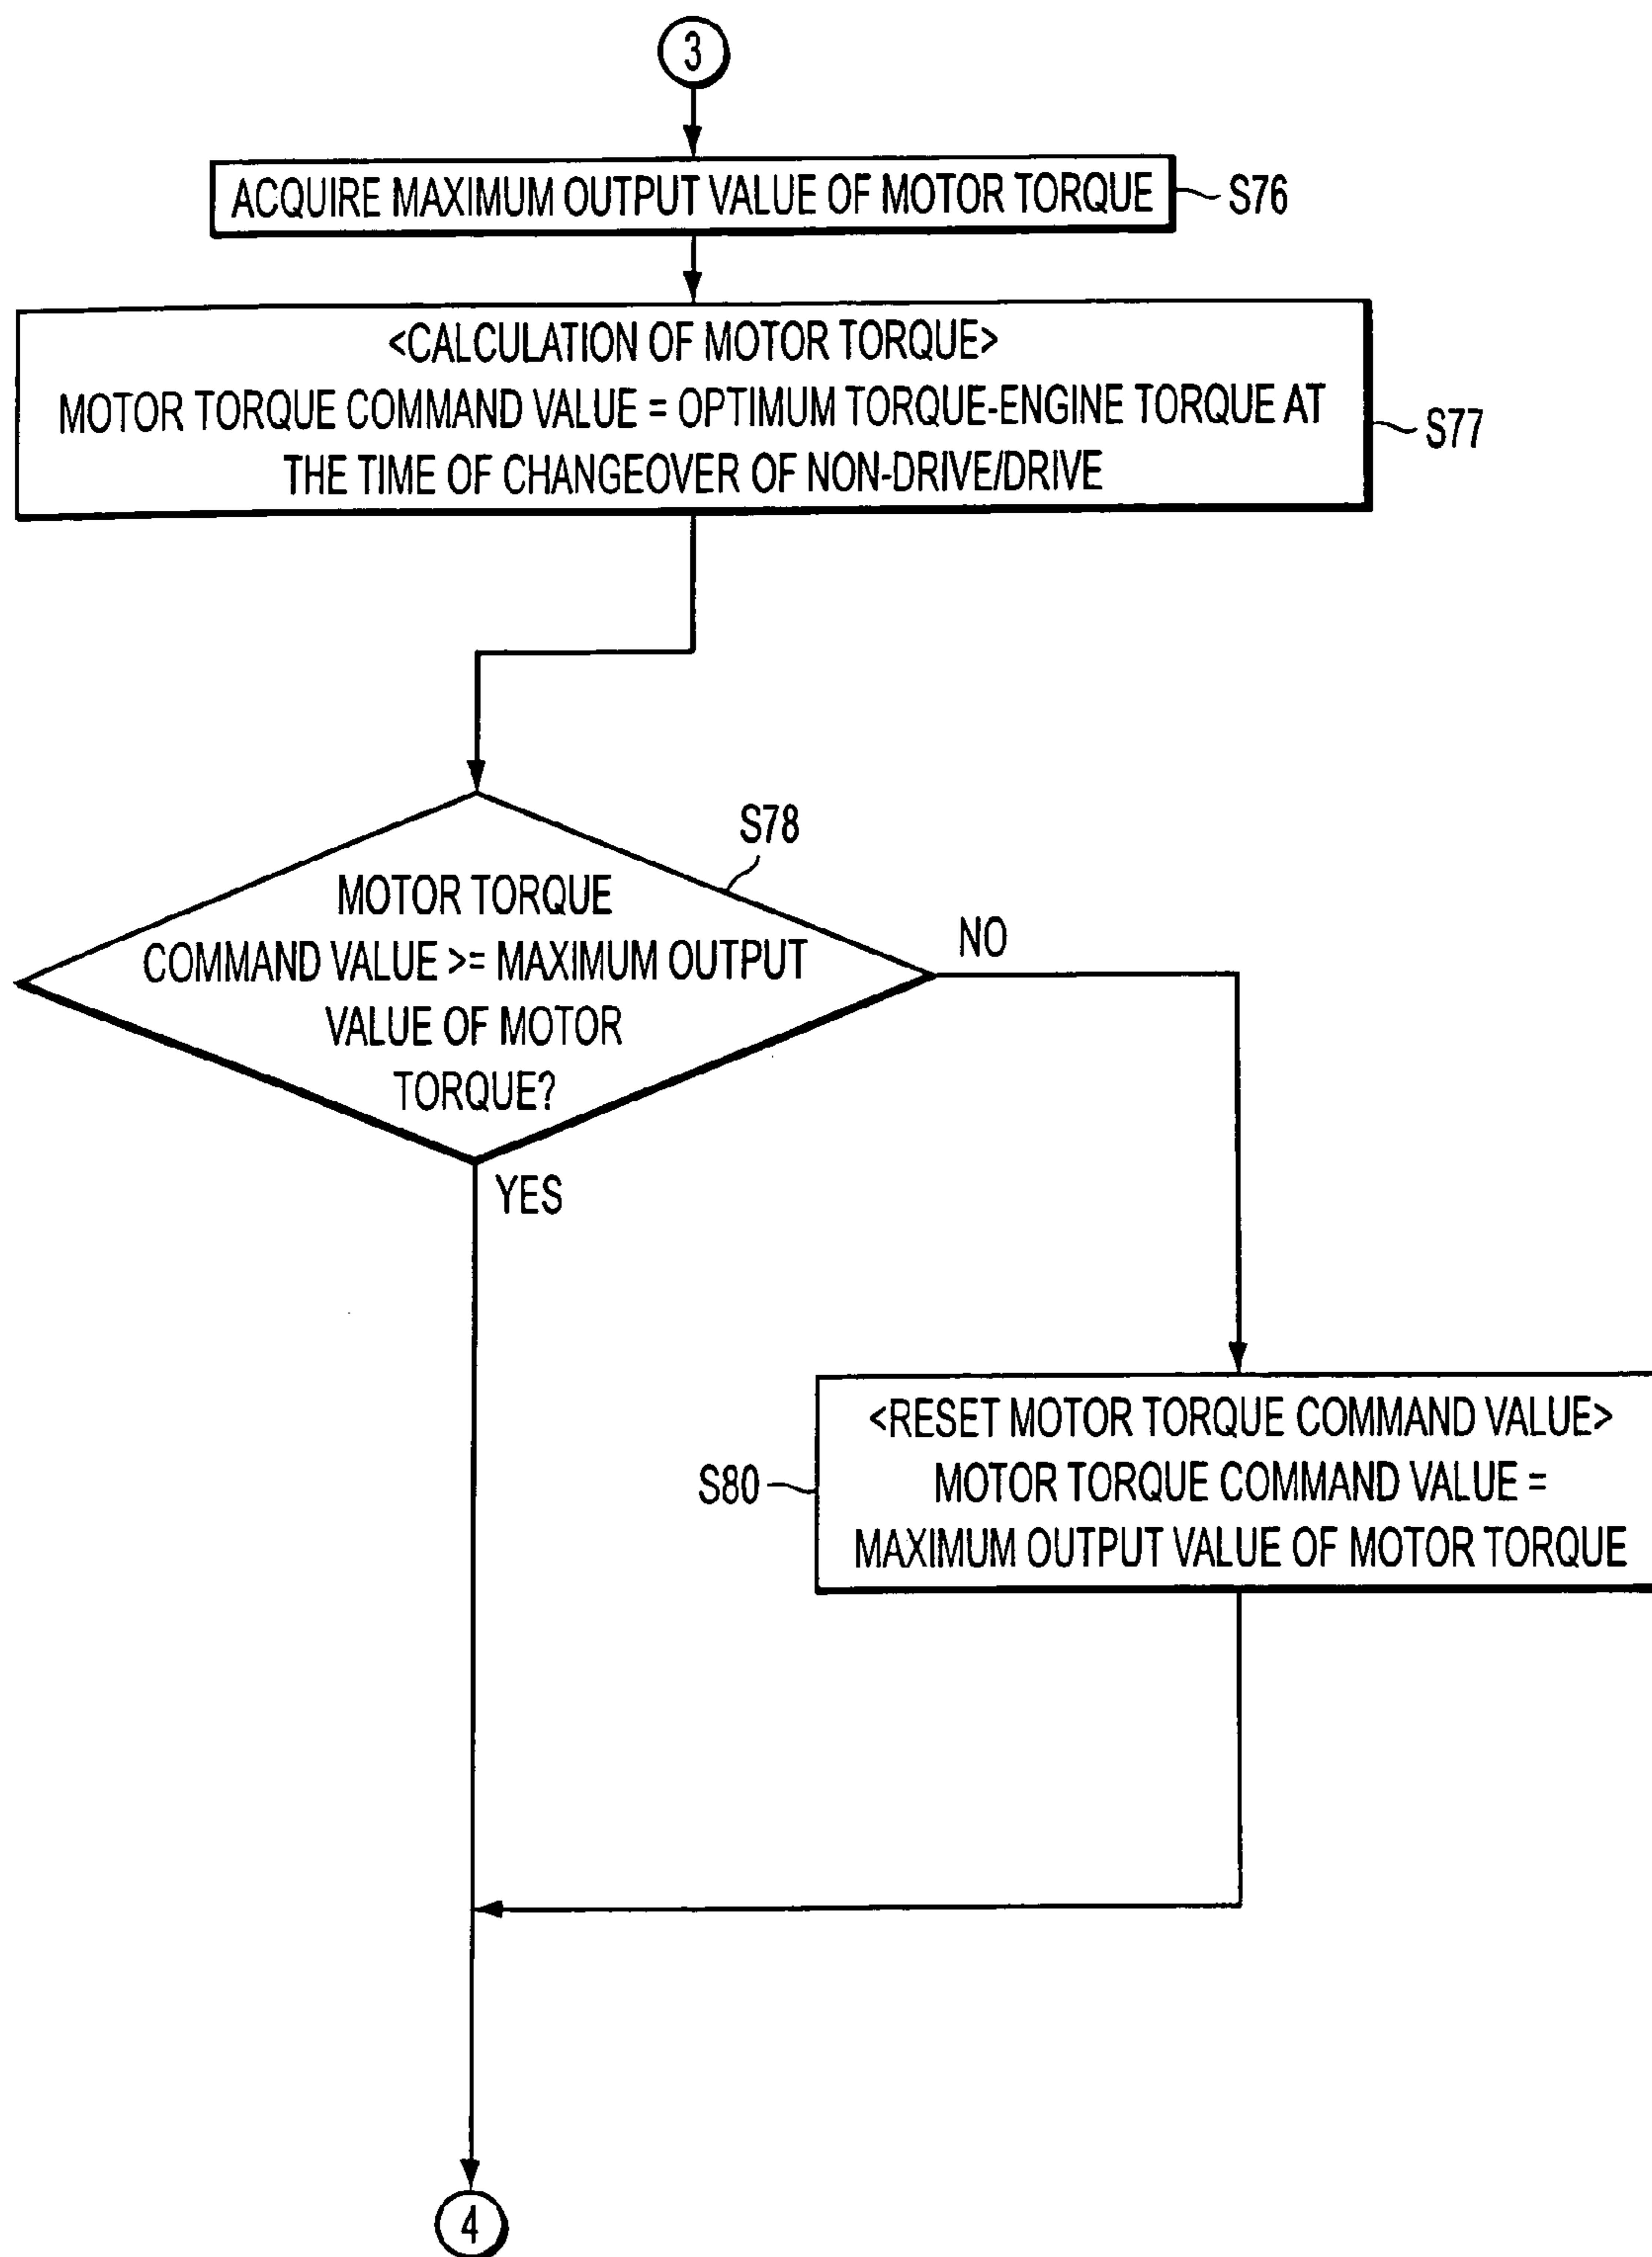 3
ACQUIRE MAXIMUM OUTPUT VALUE OF MOTOR TORQUE
S76
<CALCULATION OF MOTOR TORQUE>
MOTOR TORQUE COMMAND VALUE = OPTIMUM TORQUE-ENGINE TORQUE AT
THE TIME OF CHANGEOVER OF NON-DRIVE/DRIVE
S77
S78
MOTOR TORQUE
COMMAND VALUE >= MAXIMUM OUTPUT
VALUE OF MOTOR
TORQUE?
NO
YES
<RESET MOTOR TORQUE COMMAND VALUE>
MOTOR TORQUE COMMAND VALUE =
MAXIMUM OUTPUT VALUE OF MOTOR TORQUE
S80
4